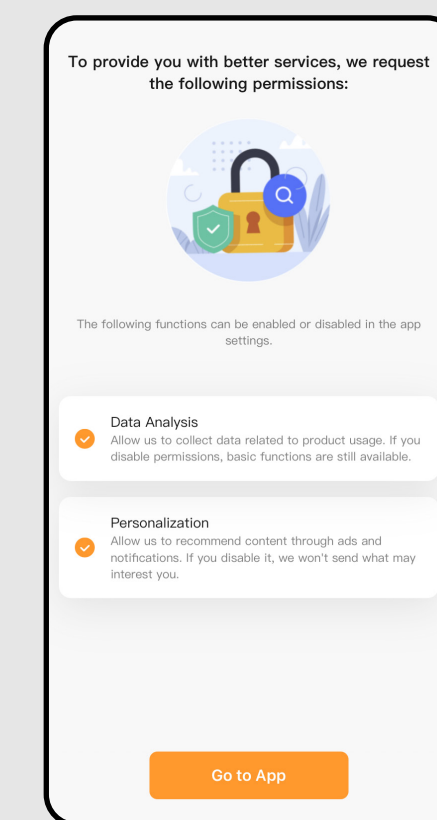 To provide you with better services, we request
the following permissions:
The following functions can be enabled or disabled in the app
settings.
Data Analysis
Allow us to collect data related to product usage. If you
disable permissions, basic functions are still available.
Personalization
Allow us to recommend content through ads and
notifications. If you disable it, we won't send what may
interest you.
Go to App